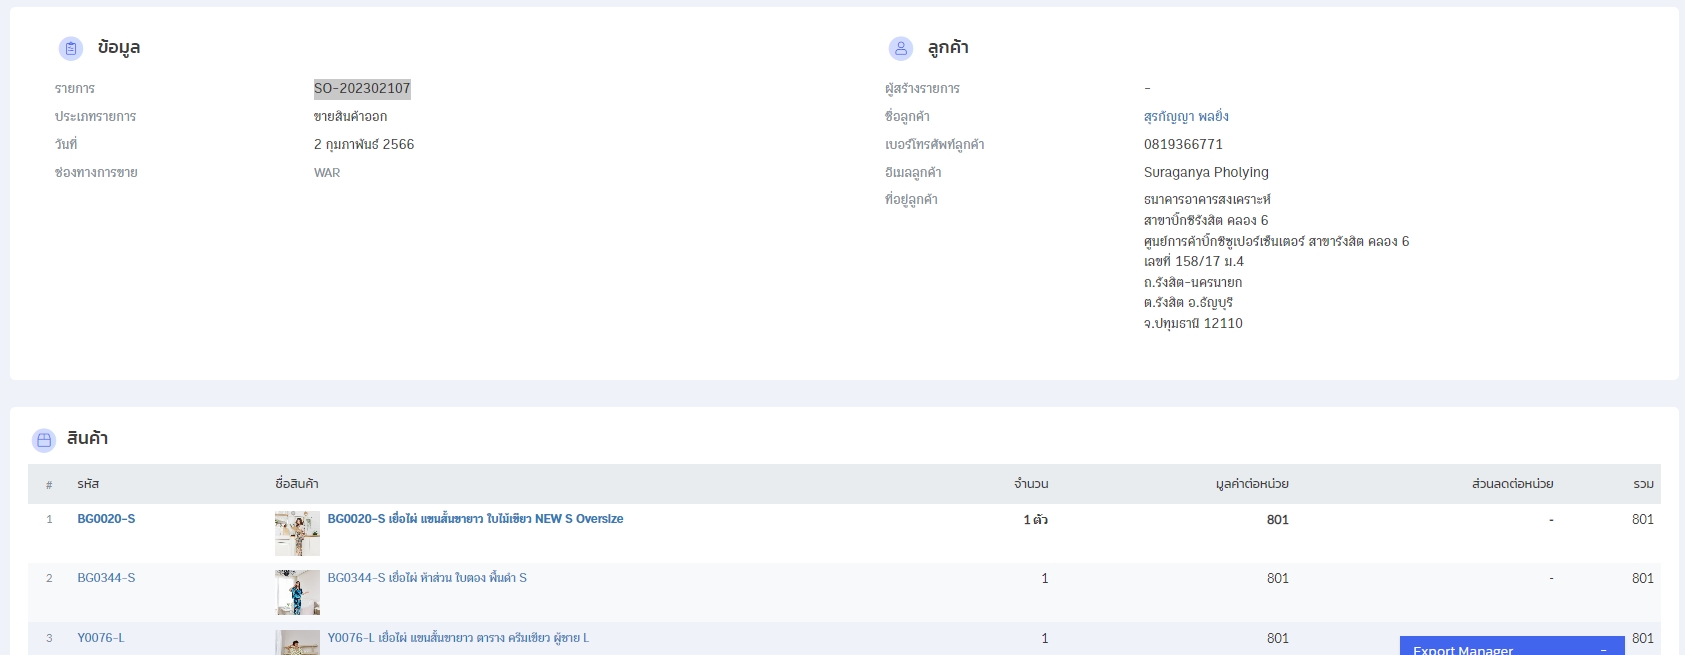 ข้อมูล
รายการ SO-202302107
ประเภทรายการ ขายสินค้าออก
วันที่ 2 กุมภาพันธ์ 2566
ช่องทางการขาย WAR
ลูกค้า
ผู้สร้างรายการ -
ชื่อลูกค้า สุรกัญญา พลยิ่ง
เบอร์โทรศัพท์ลูกค้า 0819366771
อีเมลลูกค้า Suraganya Pholying
ที่อยู่ลูกค้า ธนาคารอาคารสงเคราะห์
สาขาบิ๊กซีรังสิต คลอง 6
ศูนย์การค้าบิ๊กซีซูเปอร์เซ็นเตอร์ สาขารังสิต คลอง 6
เลขที่ 158/17 ม.4
ถ.รังสิต-นครนายก
ต.รังสิต อ.ธัญบุรี
จ.ปทุมธานี 12110
สินค้า
# รหัส ชื่อสินค้า จำนวน มูลค่าต่อหน่วย ส่วนลดต่อหน่วย รวม
1 BG0020-S BG0020-S เยื่อไผ่ แขนสั้นขายาว ใบไม้เขียว NEW S Oversize 1 ตัว 801 - 801
2 BG0344-S BG0344-S เยื่อไผ่ ห้าส่วน ใบตอง พื้นดำ S 1 801 - 801
3 Y0076-L Y0076-L เยื่อไผ่ แขนสั้นขายาว ตาราง ครีมเขียว ผู้ชาย L 1 801 801
Export Manager −